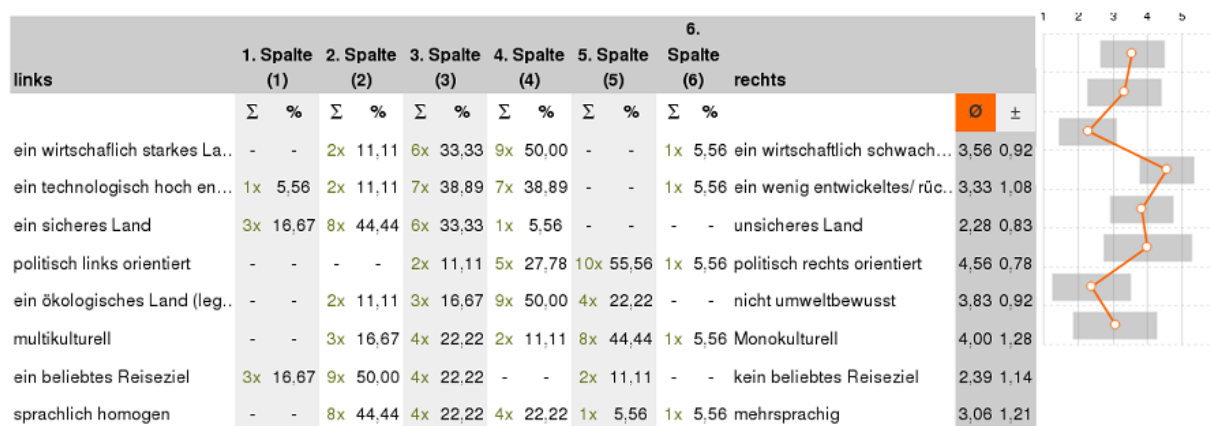 1 2 3 4 5
6.
1. Spalte 2. Spalte 3. Spalte 4. Spalte 5. Spalte Spalte
links (1) (2) (3) (4) (5) (6) rechts
Σ % Σ % Σ % Σ % Σ % Σ % Ø ±
ein wirtschaflich starkes La.. - - 2x 11,11 6x 33,33 9x 50,00 - - 1x 5,56 ein wirtschaftlich schwach... 3,56 0,92
ein technologisch hoch en... 1x 5,56 2x 11,11 7x 38,89 7x 38,89 - - 1x 5,56 ein wenig entwickeltes/ rüc.. 3,33 1,08
ein sicheres Land 3x 16,67 8x 44,44 6x 33,33 1x 5,56 - - - - unsicheres Land 2,28 0,83
politisch links orientiert - - - - 2x 11,11 5x 27,78 10x 55,56 1x 5,56 politisch rechts orientiert 4,56 0,78
ein ökologisches Land (leg.. - - 2x 11,11 3x 16,67 9x 50,00 4x 22,22 - - nicht umweltbewusst 3,83 0,92
multikulturell - - 3x 16,67 4x 22,22 2x 11,11 8x 44,44 1x 5,56 Monokulturell 4,00 1,28
ein beliebtes Reiseziel 3x 16,67 9x 50,00 4x 22,22 - - 2x 11,11 - - kein beliebtes Reiseziel 2,39 1,14
sprachlich homogen - - 8x 44,44 4x 22,22 4x 22,22 1x 5,56 1x 5,56 mehrsprachig 3,06 1,21